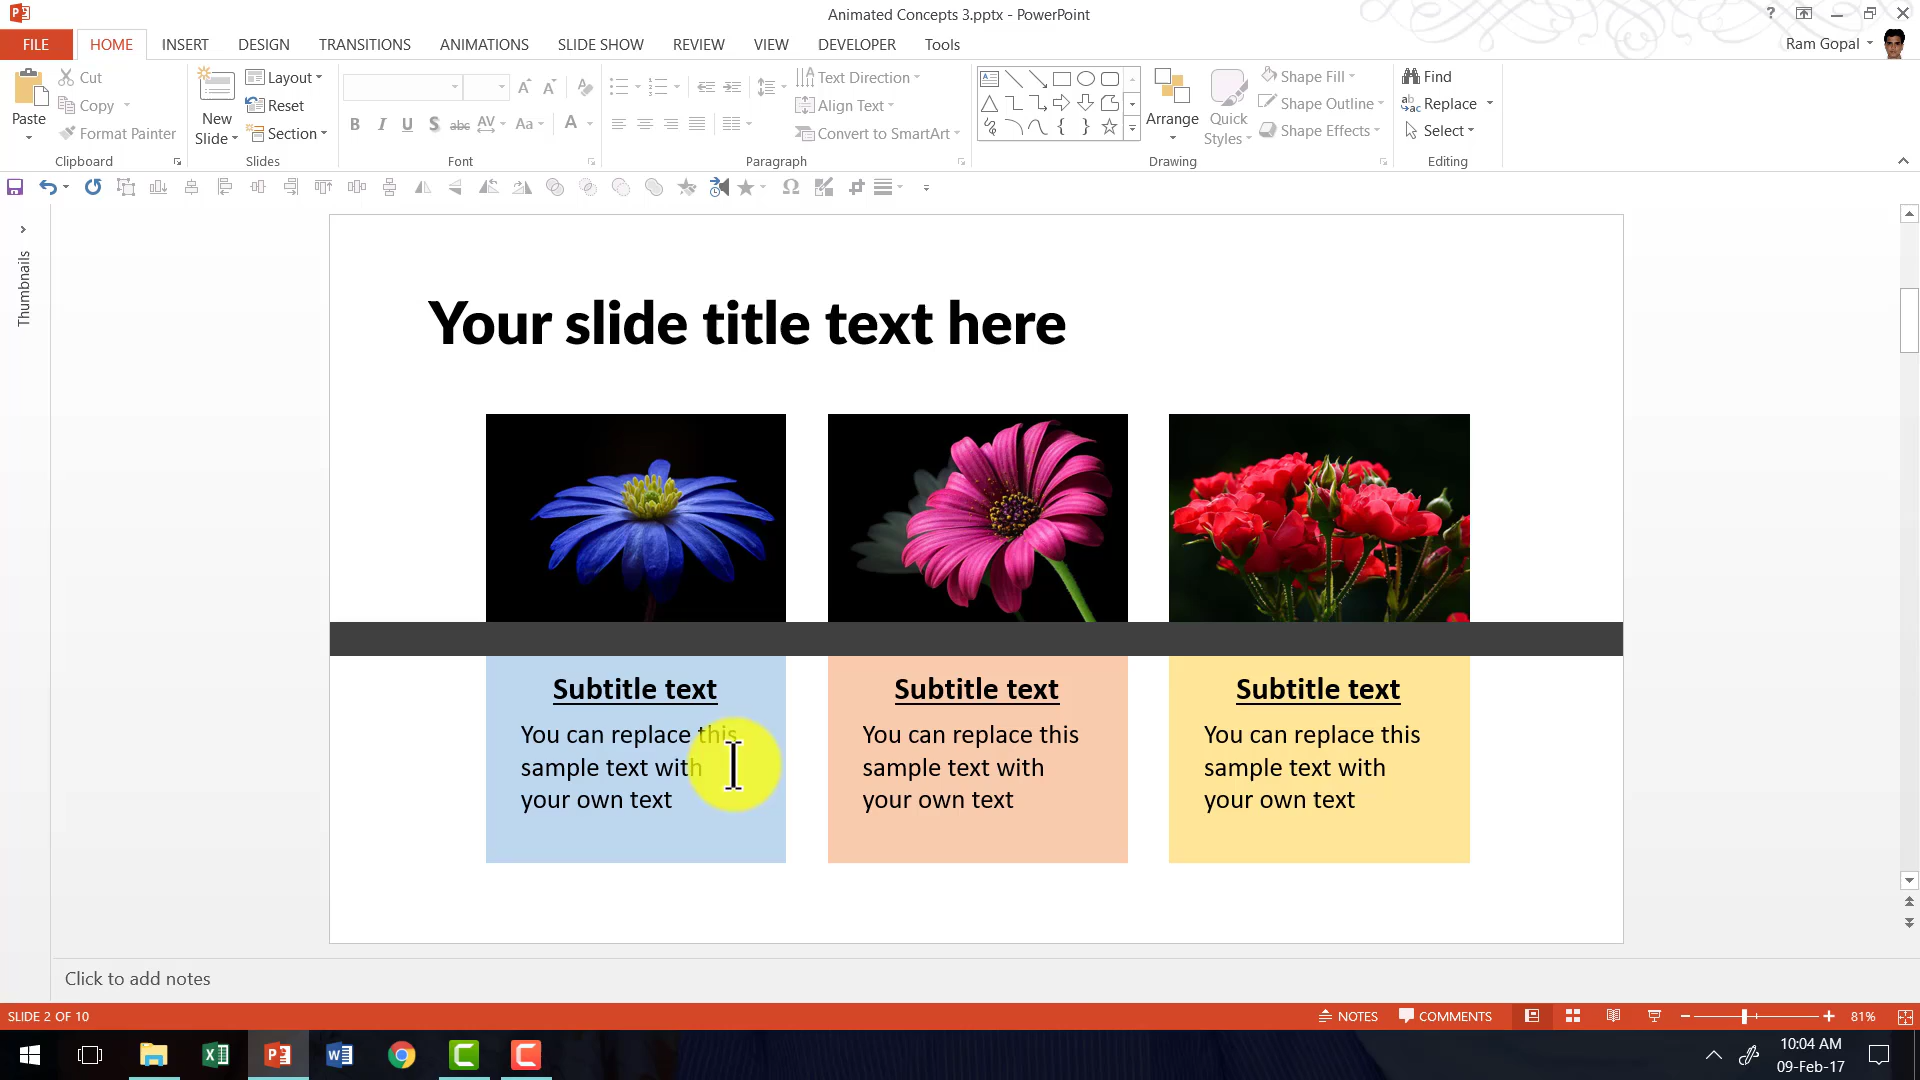 Animated Concepts 3.pptx - PowerPoint
?
FILE HOME INSERT DESIGN TRANSITIONS ANIMATIONS SLIDE SHOW REVIEW VIEW DEVELOPER Tools
Ram Gopal
Paste
Cut
Copy
Format Painter
Clipboard
New
Slide
Layout
Reset
Section
Slides
B I U S abc AV Aa A
Font
Text Direction
Align Text
Convert to SmartArt
Paragraph
Arrange
Quick
Styles
Shape Fill
Shape Outline
Shape Effects
Drawing
Find
Replace
Select
Editing
Thumbnails
Your slide title text here
Subtitle text
You can replace this
sample text with
your own text
Subtitle text
You can replace this
sample text with
your own text
Subtitle text
You can replace this
sample text with
your own text
Click to add notes
SLIDE 2 OF 10
NOTES
COMMENTS
81%
10:04 AM
09-Feb-17